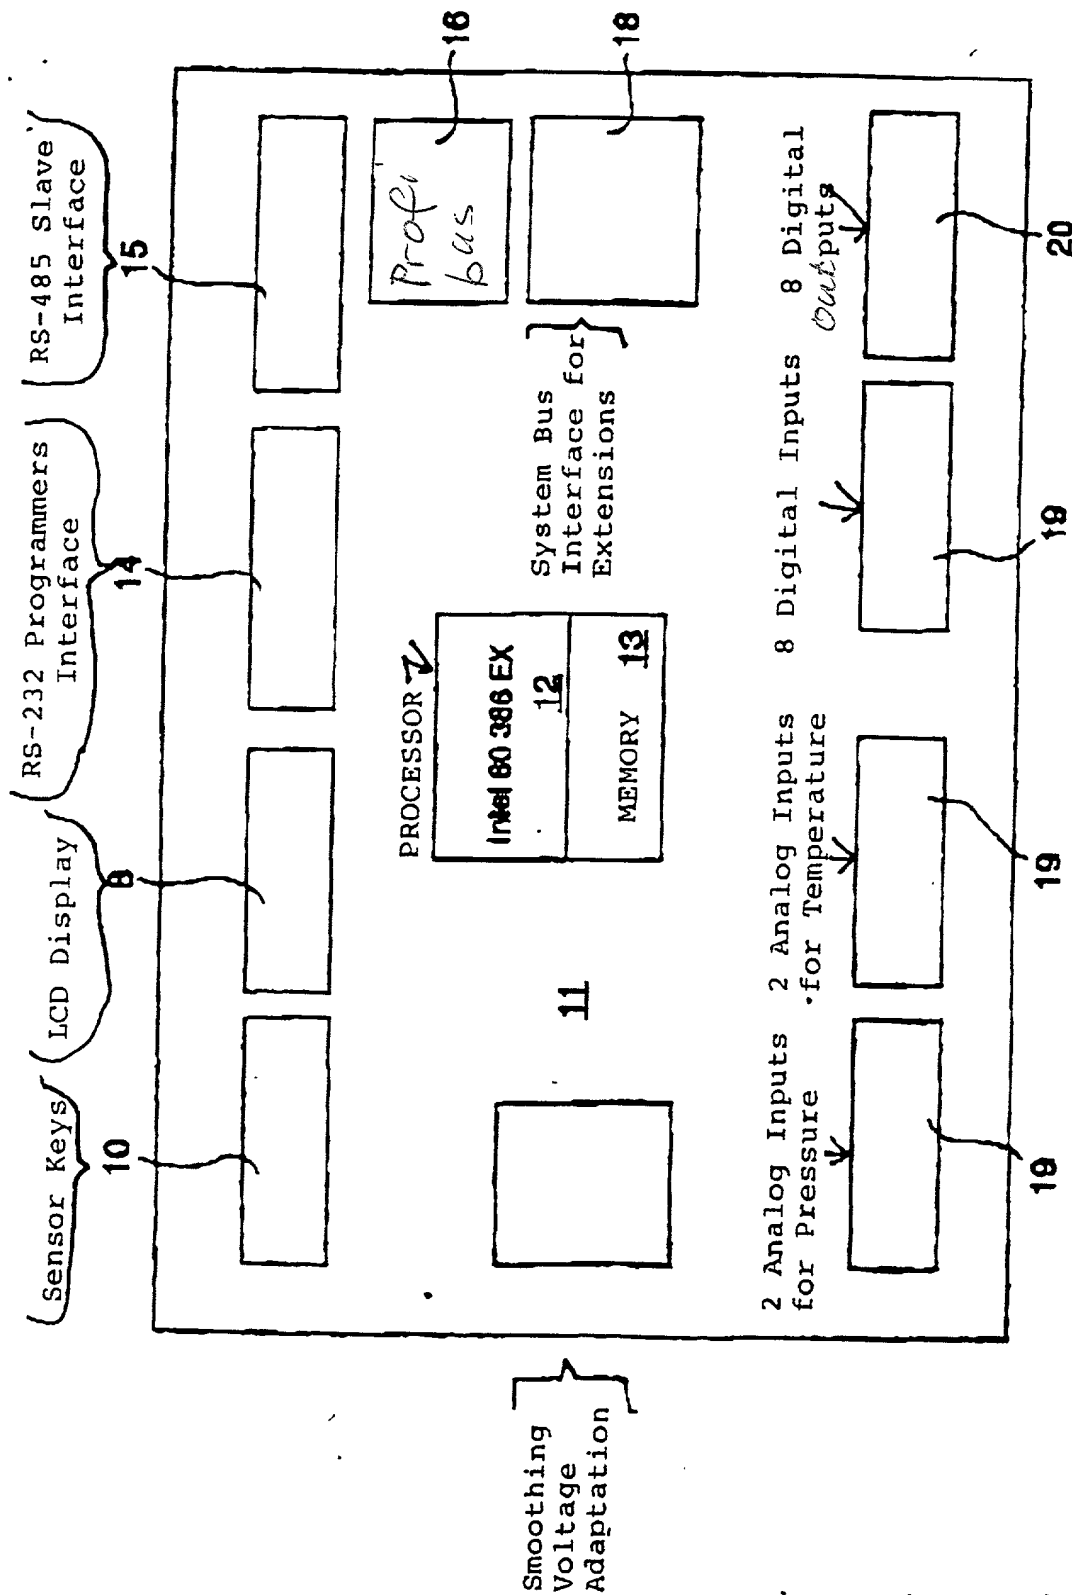 Sensor Keys
10
LCD Display
8
RS-232 Programmers
Interface
14
RS-485 Slave
Interface
15
Profi
bus
16
18
PROCESSOR
Intel 80 386 EX
12
MEMORY 13
System Bus
Interface for
Extensions
11
Smoothing
Voltage
Adaptation
2 Analog Inputs
for Pressure
19
2 Analog Inputs
for Temperature
19
8 Digital Inputs
19
8 Digital
outputs
20